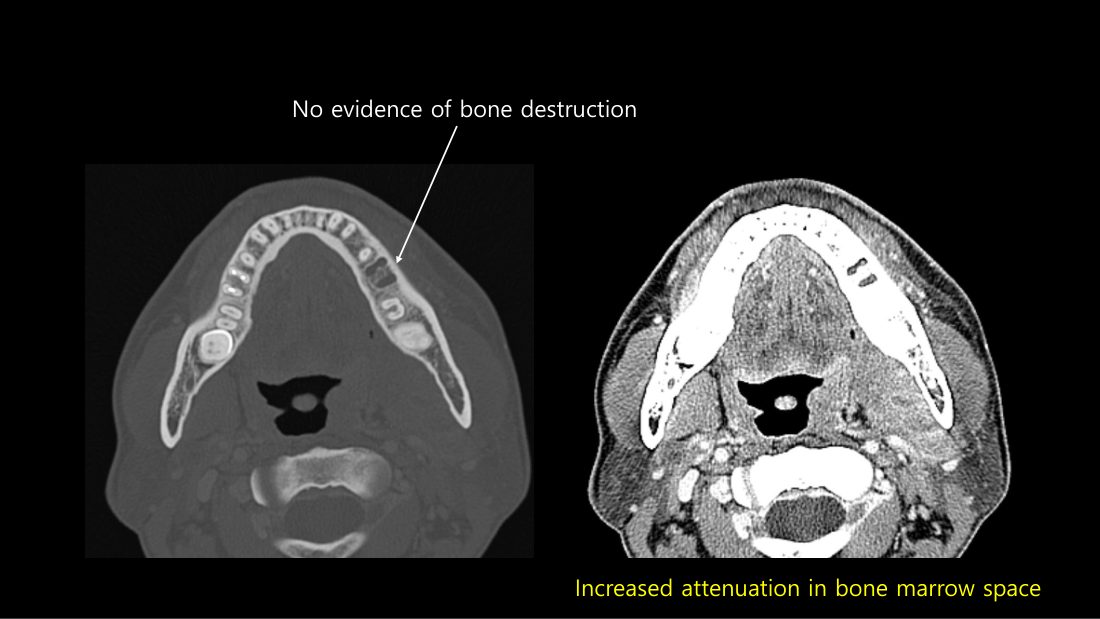 No evidence of bone destruction
Increased attenuation in bone marrow space